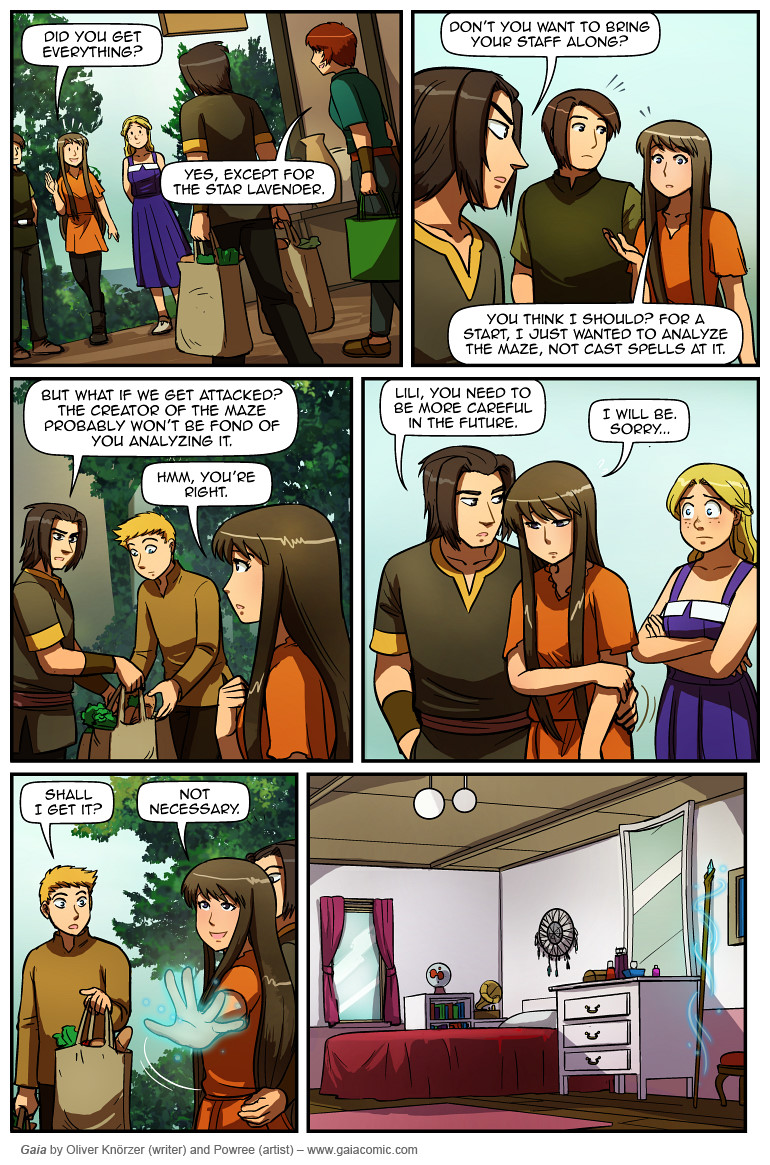 DID YOU GET
EVERYTHING?
YES, EXCEPT FOR
THE STAR LAVENDER.
DON'T YOU WANT TO BRING
YOUR STAFF ALONG?
YOU THINK I SHOULD? FOR A
START, I JUST WANTED TO ANALYZE
THE MAZE, NOT CAST SPELLS AT IT.
BUT WHAT IF WE GET ATTACKED?
THE CREATOR OF THE MAZE
PROBABLY WON'T BE FOND OF
YOU ANALYZING IT.
HMM, YOU'RE
RIGHT.
LILI, YOU NEED TO
BE MORE CAREFUL
IN THE FUTURE.
I WILL BE.
SORRY...
SHALL
I GET IT?
NOT
NECESSARY.
Gaia by Oliver Knörzer (writer) and Powree (artist) – www.gaiacomic.com